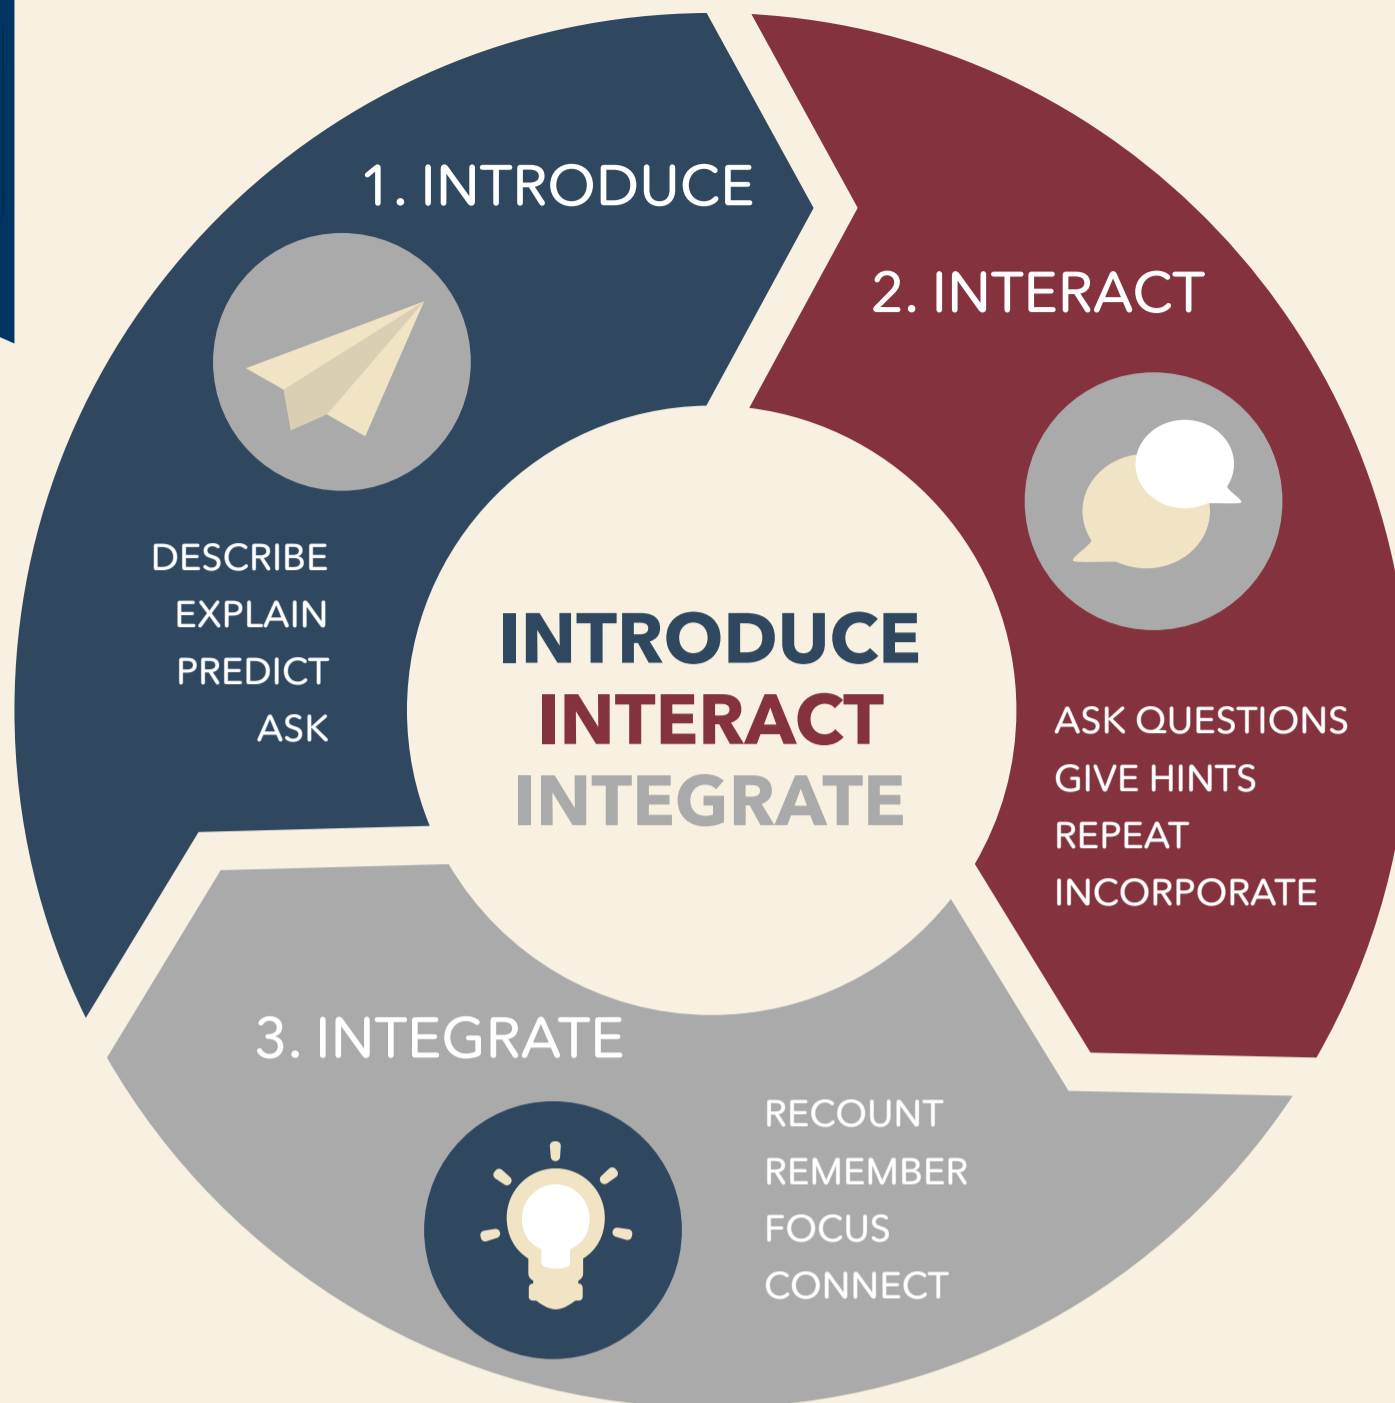 1. INTRODUCE
DESCRIBE
EXPLAIN
PREDICT
ASK
2. INTERACT
ASK QUESTIONS
GIVE HINTS
REPEAT
INCORPORATE
INTRODUCE
INTERACT
INTEGRATE
3. INTEGRATE
RECOUNT
REMEMBER
FOCUS
CONNECT